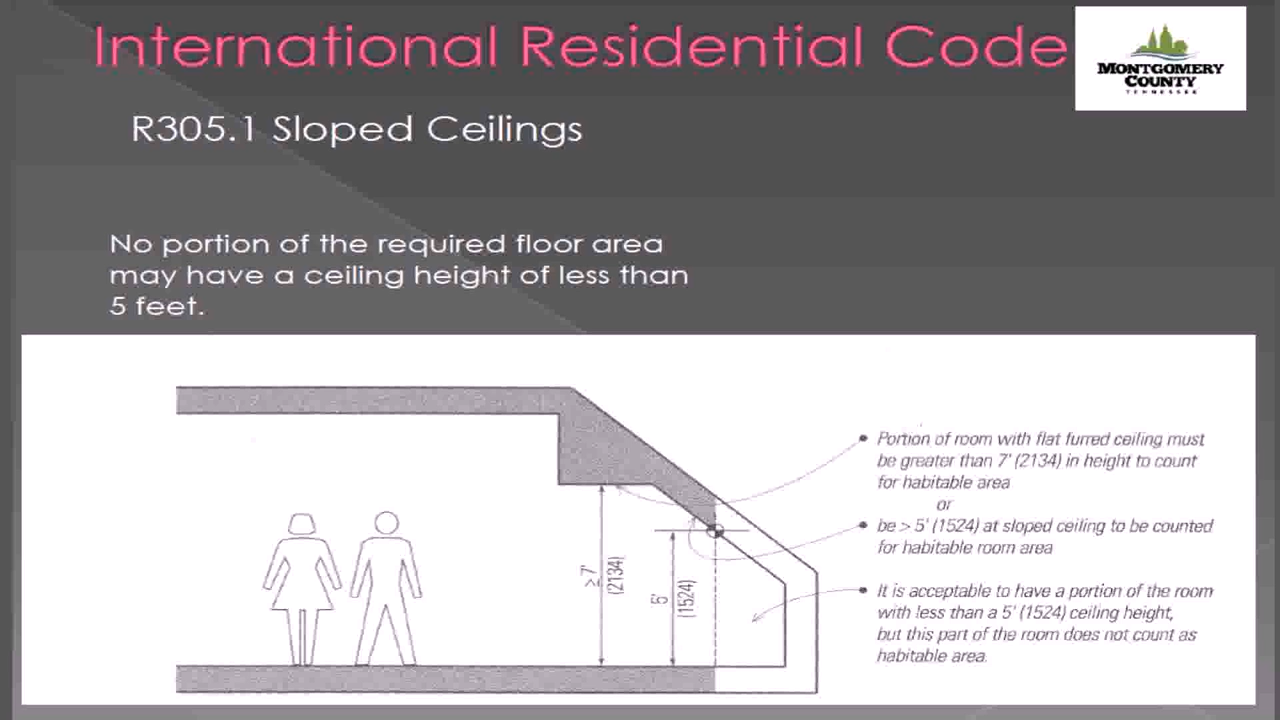 International Residential Code
MONTGOMERY
COUNTY
TENNESSEE
R305.1 Sloped Ceilings
No portion of the required floor area
may have a ceiling height of less than
5 feet.
Portion of room with flat furred ceiling must
be greater than 7' (2134) in height to count
for habitable area
or
be > 5' (1524) at sloped ceiling to be counted
for habitable room area
It is acceptable to have a portion of the room
with less than a 5' (1524) ceiling height,
but this part of the room does not count as
habitable area.
≥7'
(2134)
5'
(1524)